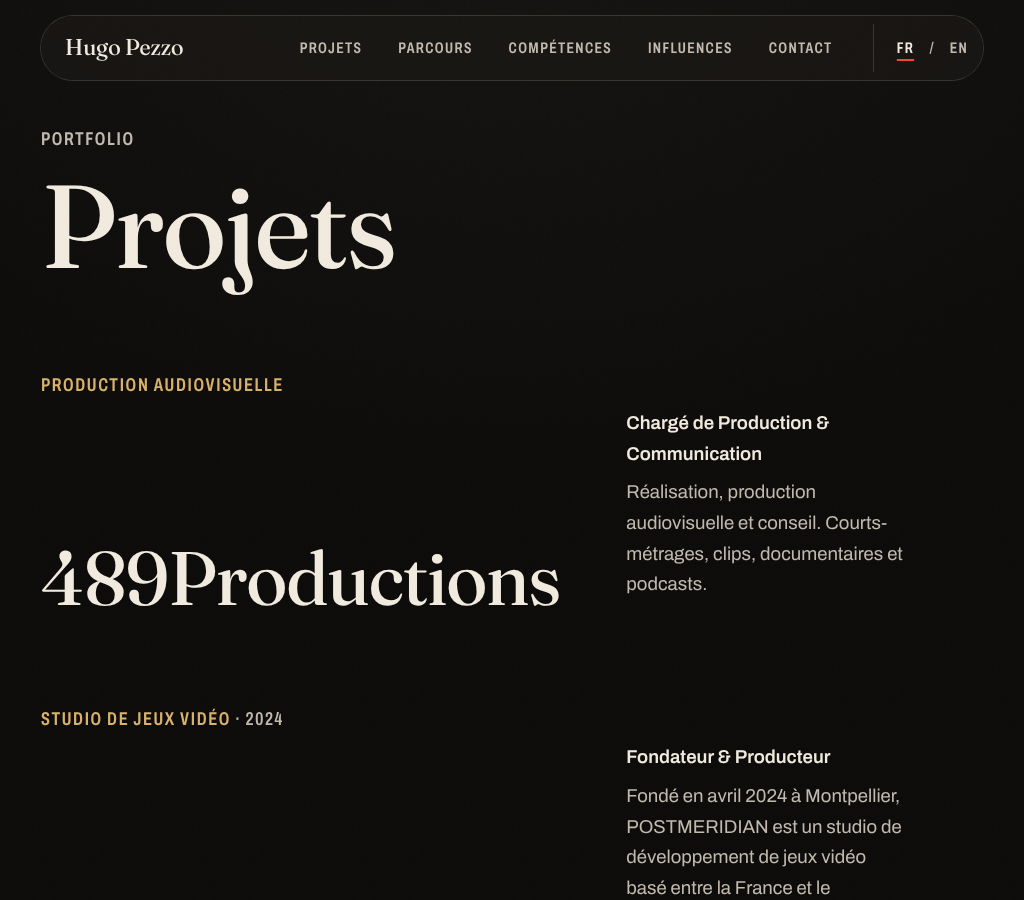 Hugo Pezzo
PROJETS
PARCOURS
COMPÉTENCES
INFLUENCES
CONTACT
FR / EN
PORTFOLIO
Projets
PRODUCTION AUDIOVISUELLE
489Productions
Chargé de Production &
Communication
Réalisation, production
audiovisuelle et conseil. Courts-
métrages, clips, documentaires et
podcasts.
STUDIO DE JEUX VIDÉO · 2024
Fondateur & Producteur
Fondé en avril 2024 à Montpellier,
POSTMERIDIAN est un studio de
développement de jeux vidéo
basé entre la France et le